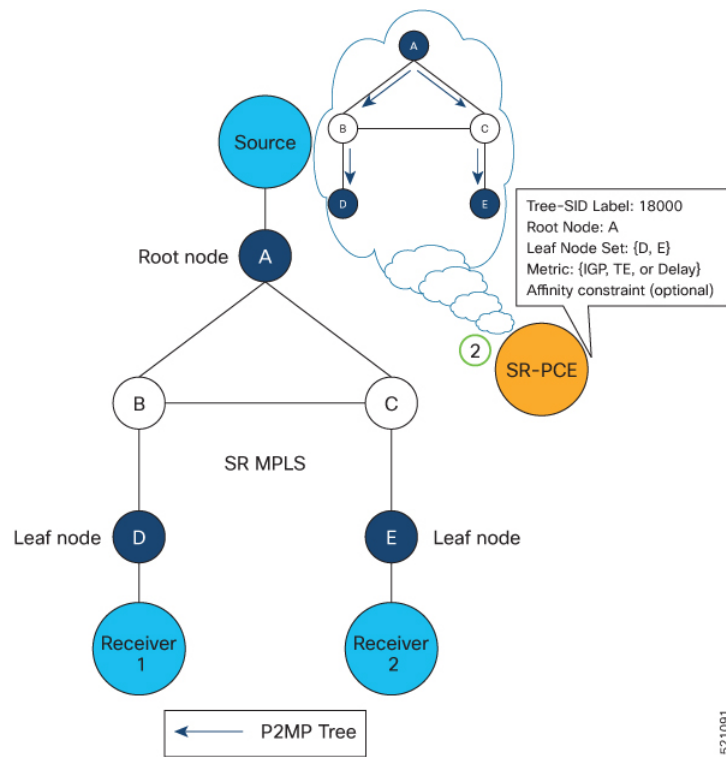 A
B
C
D
E
Source
Tree-SID Label: 18000
Root Node: A
Leaf Node Set: {D, E}
Metric: {IGP, TE, or Delay}
Affinity constraint (optional)
Root node
A
2
SR-PCE
B
C
SR MPLS
Leaf node
D
E
Leaf node
Receiver
1
Receiver
2
P2MP Tree
521091